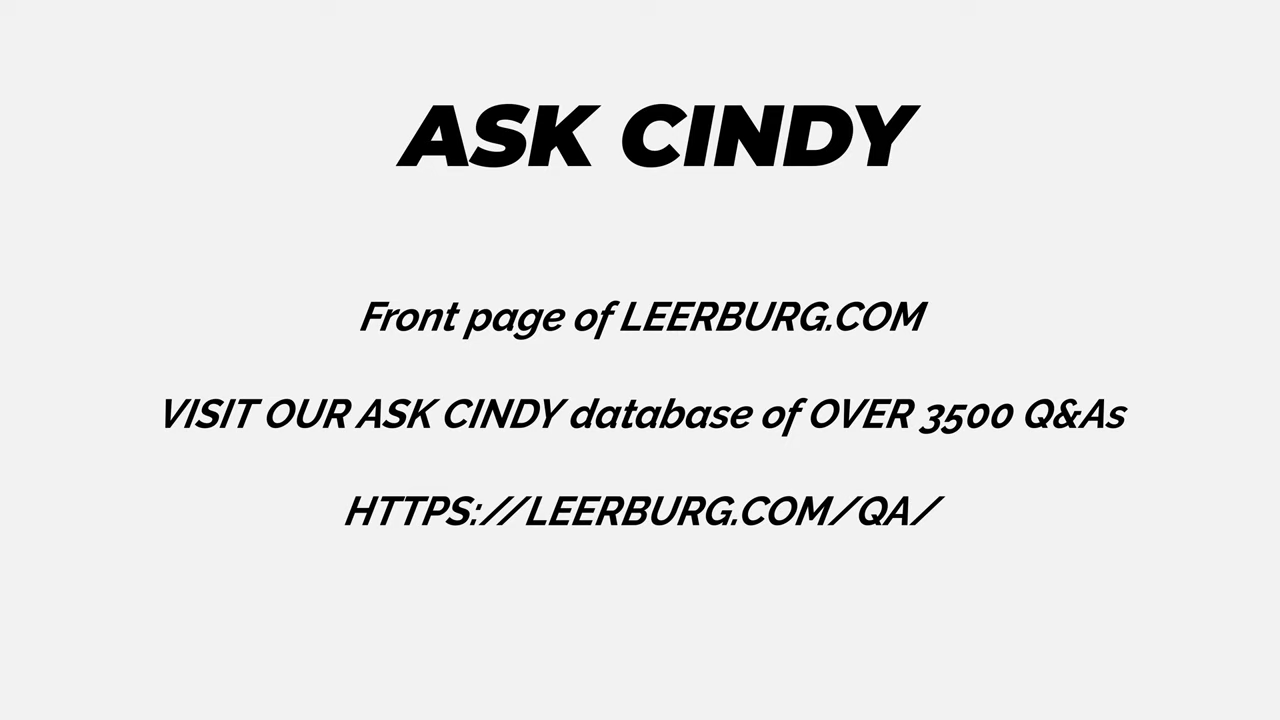 ASK CINDY
Front page of LEERBURG.COM
VISIT OUR ASK CINDY database of OVER 3500 Q&As
HTTPS://LEERBURG.COM/QA/